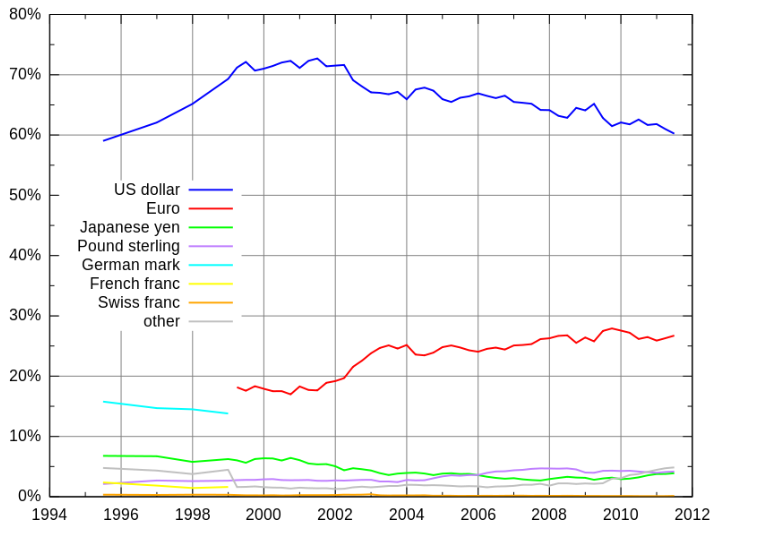 80%
70%
60%
50%
40%
30%
20%
10%
0%
US dollar
Euro
Japanese yen
Pound sterling
German mark
French franc
Swiss franc
other
1994 1996 1998 2000 2002 2004 2006 2008 2010 2012